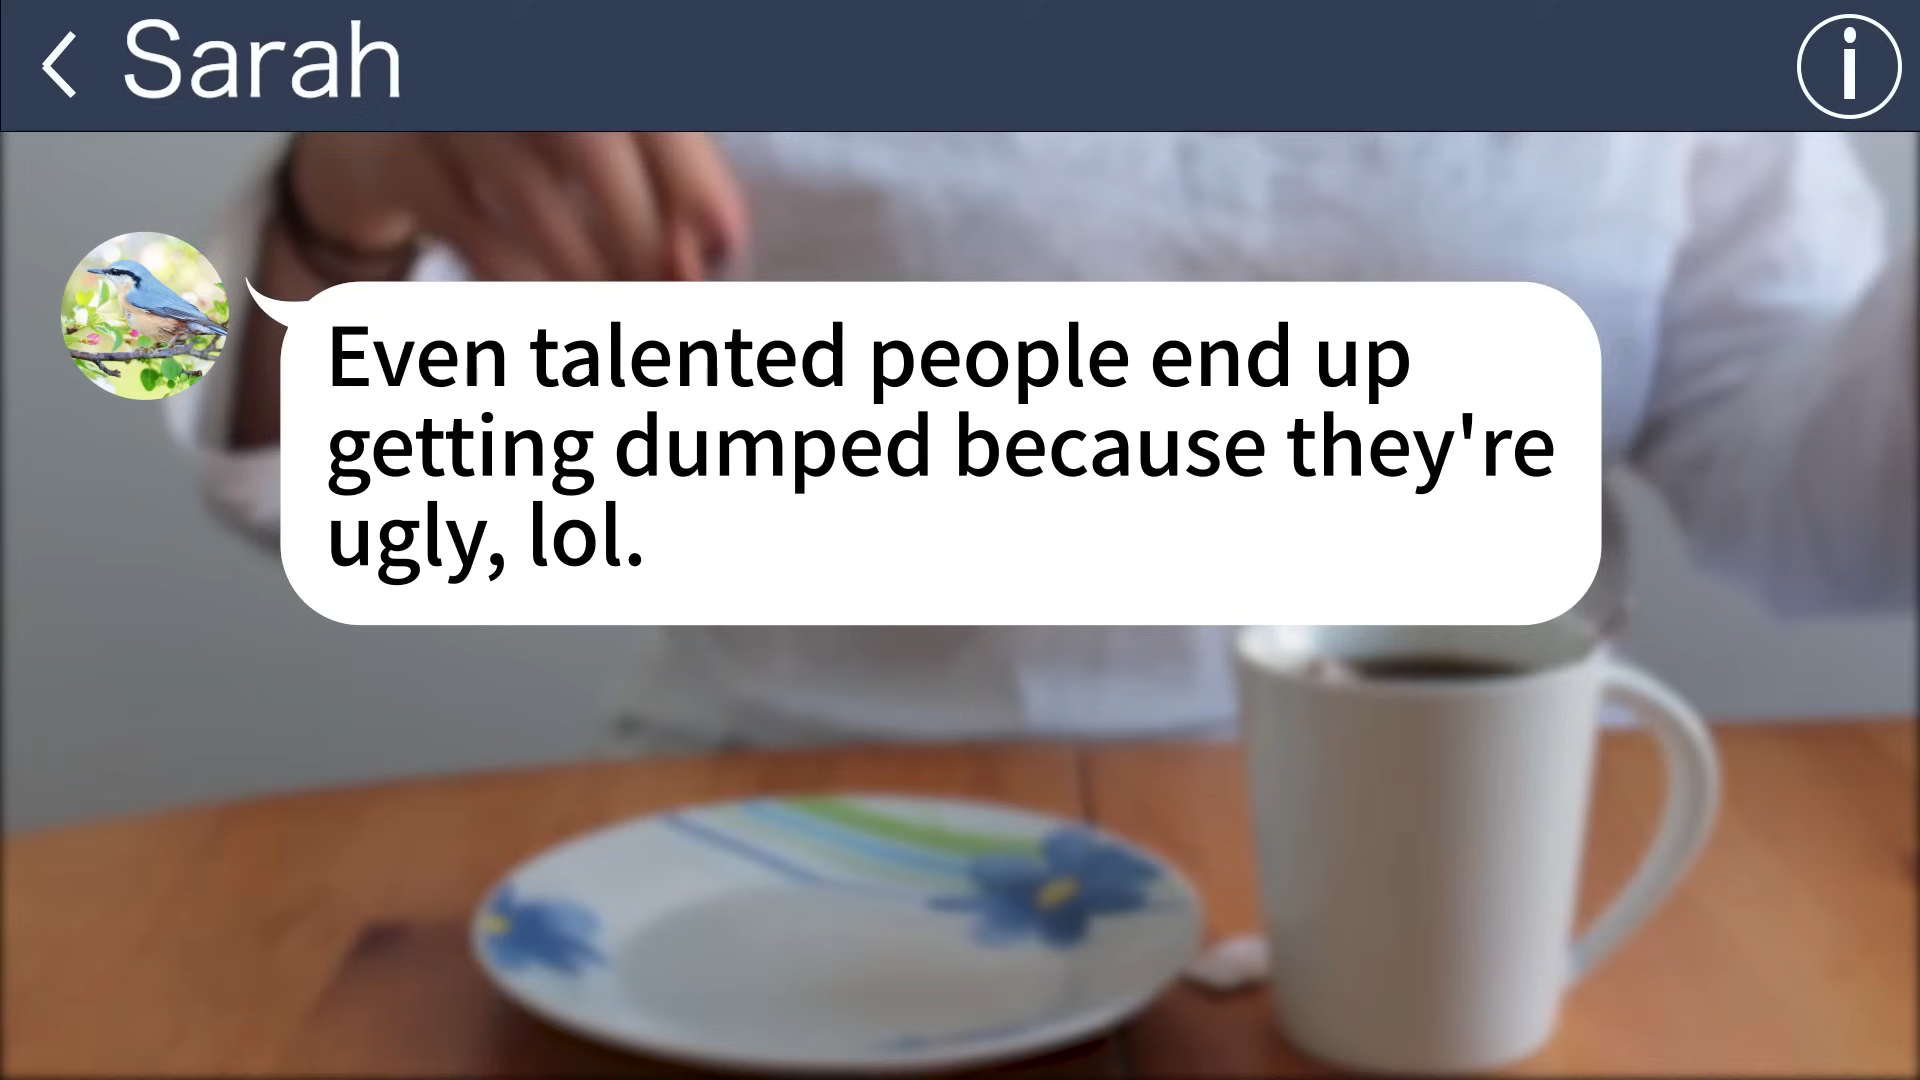 Sarah
Even talented people end up
getting dumped because they're
ugly, lol.